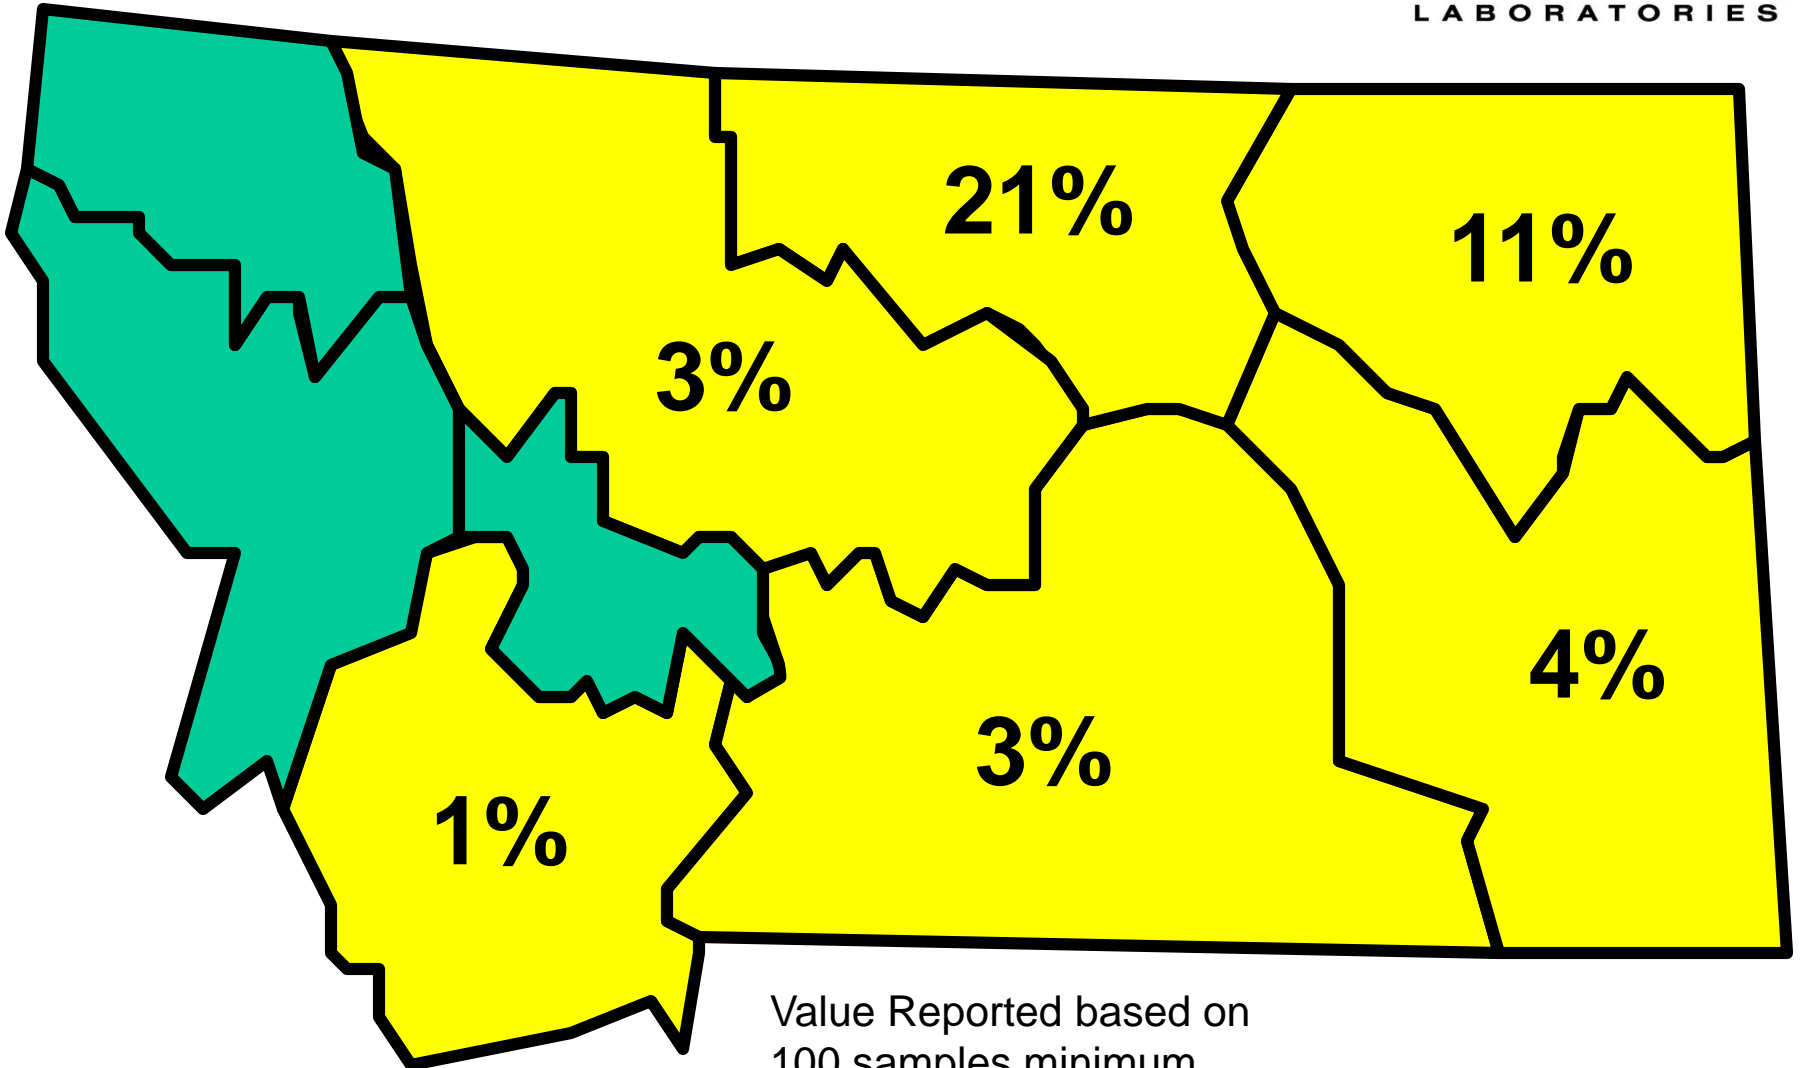 LABORATORIES
21%
11%
3%
4%
3%
1%
Value Reported based on
100 samples minimum